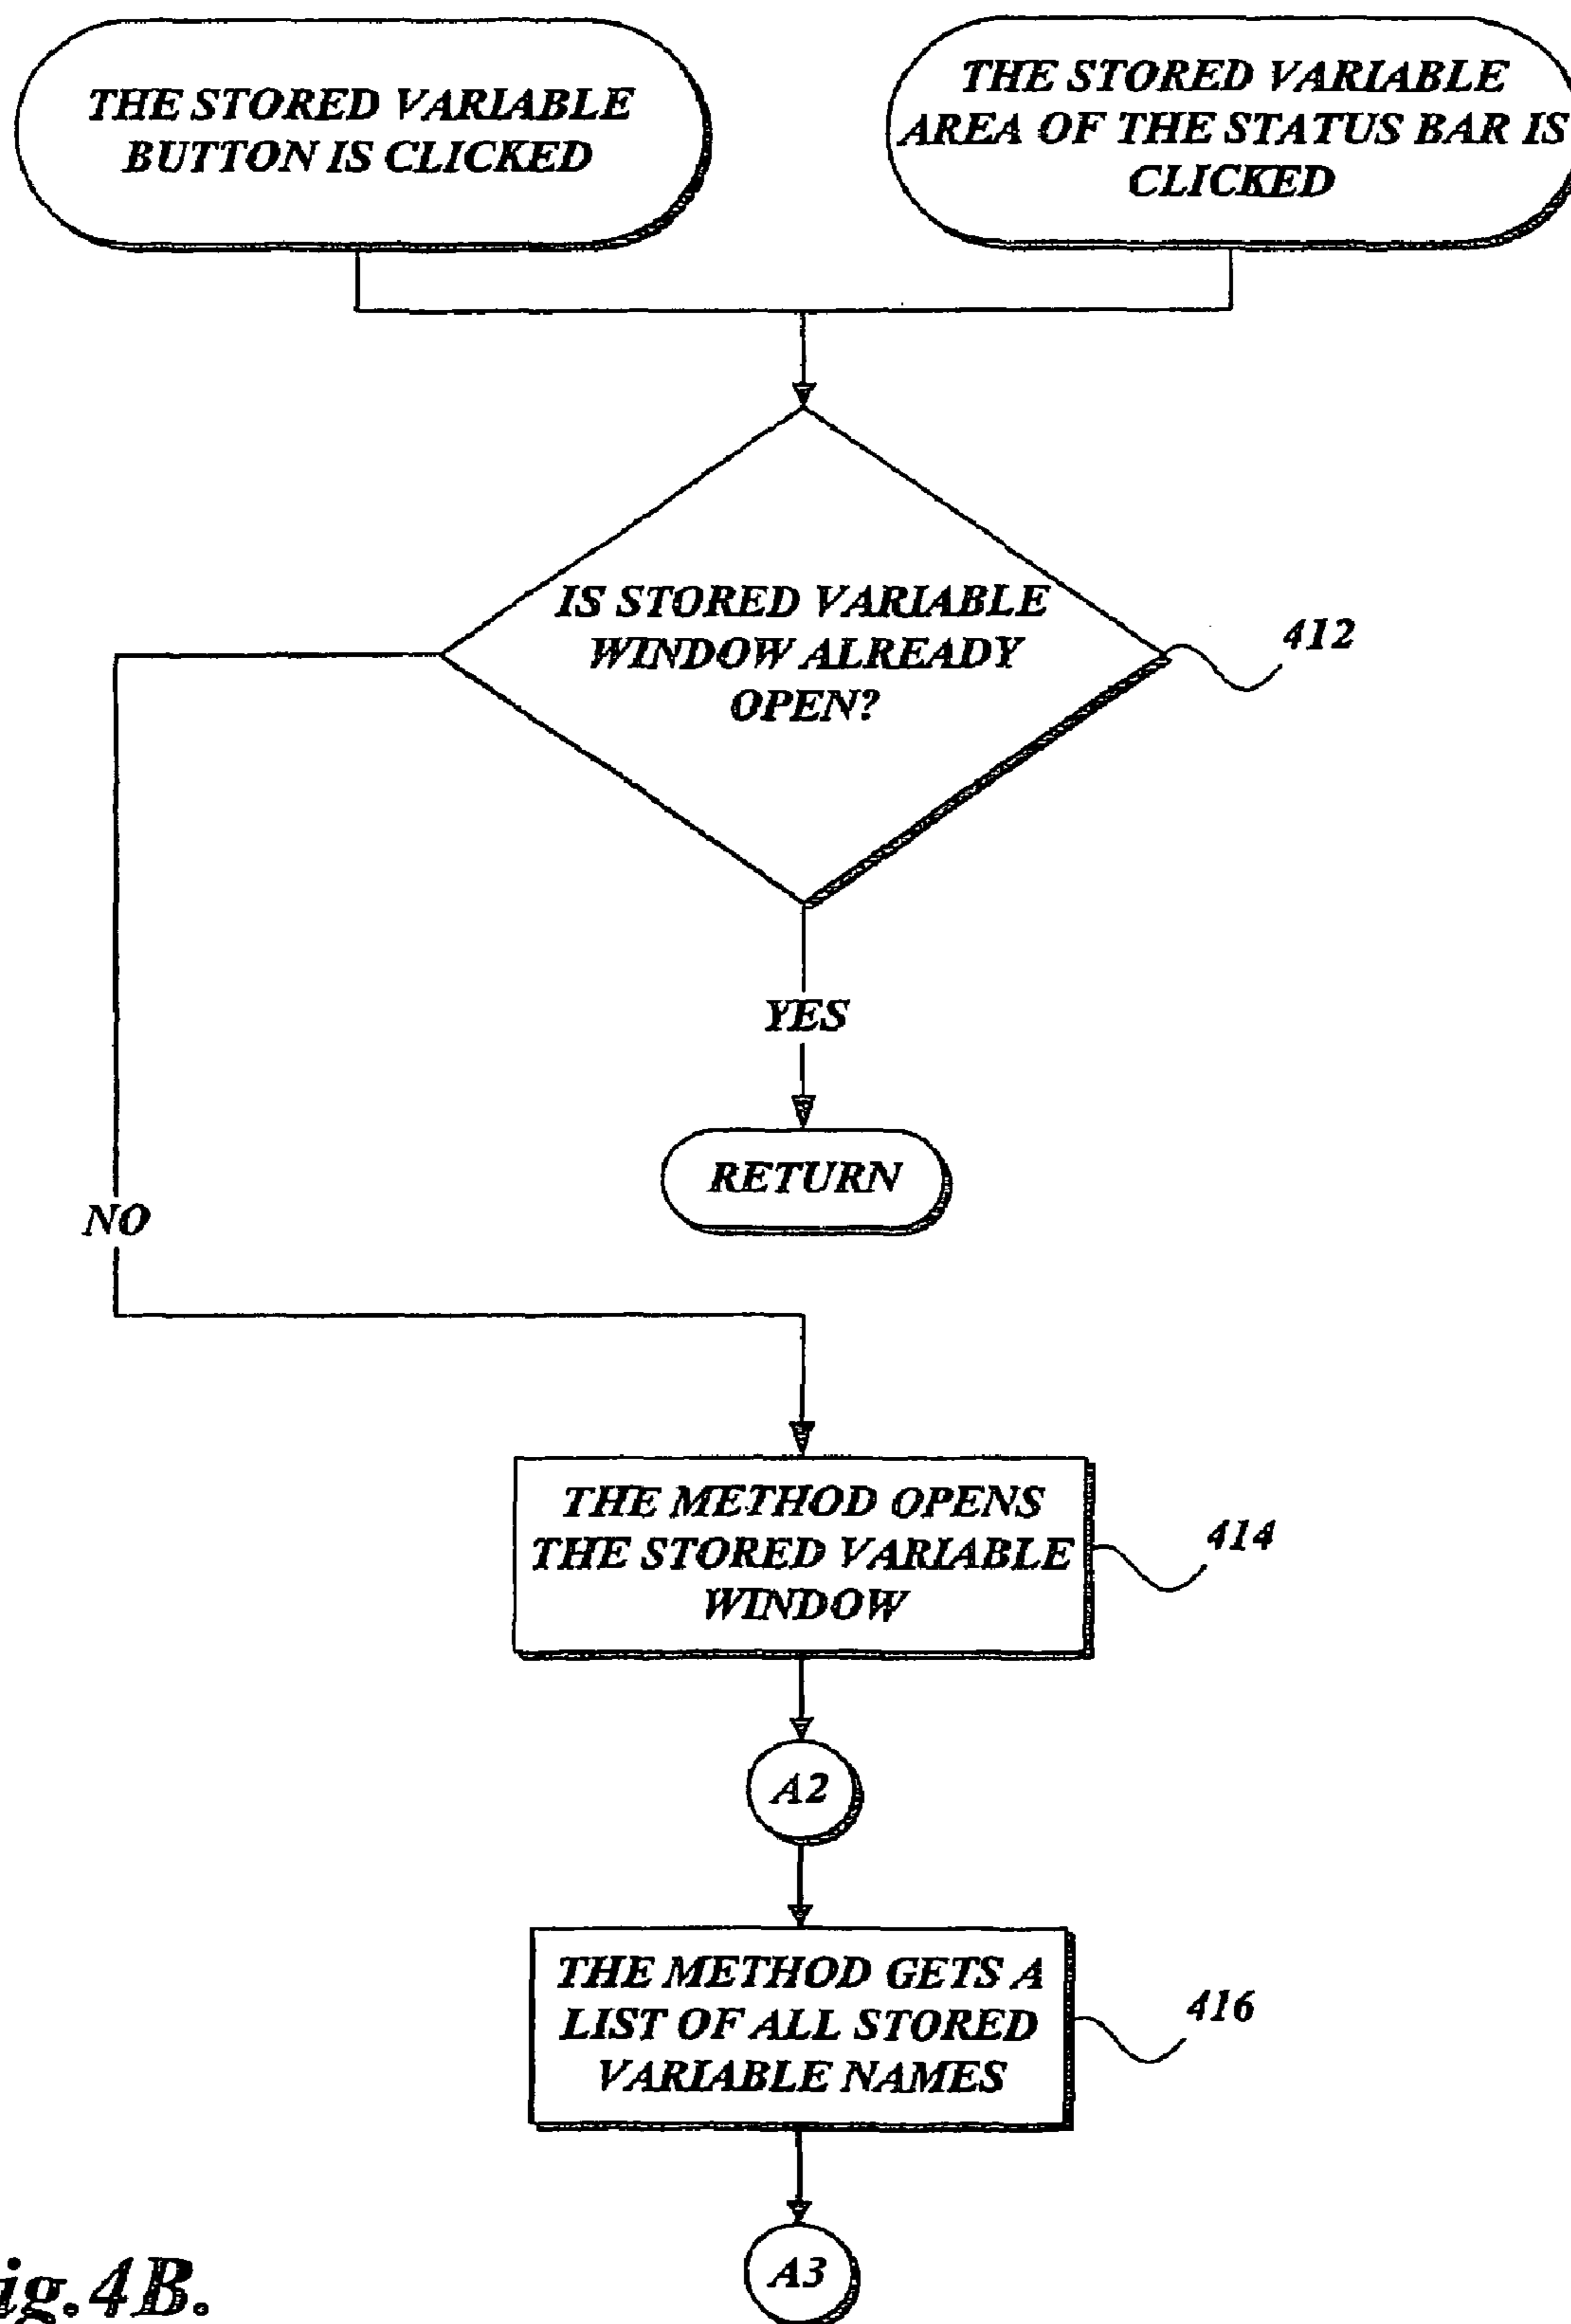 THE STORED VARIABLE
BUTTON IS CLICKED
THE STORED VARIABLE
AREA OF THE STATUS BAR IS
CLICKED
IS STORED VARIABLE
WINDOW ALREADY
OPEN?
412
YES
RETURN
NO
THE METHOD OPENS
THE STORED VARIABLE
WINDOW
414
A2
THE METHOD GETS A
LIST OF ALL STORED
VARIABLE NAMES
416
A3
ig.4B.